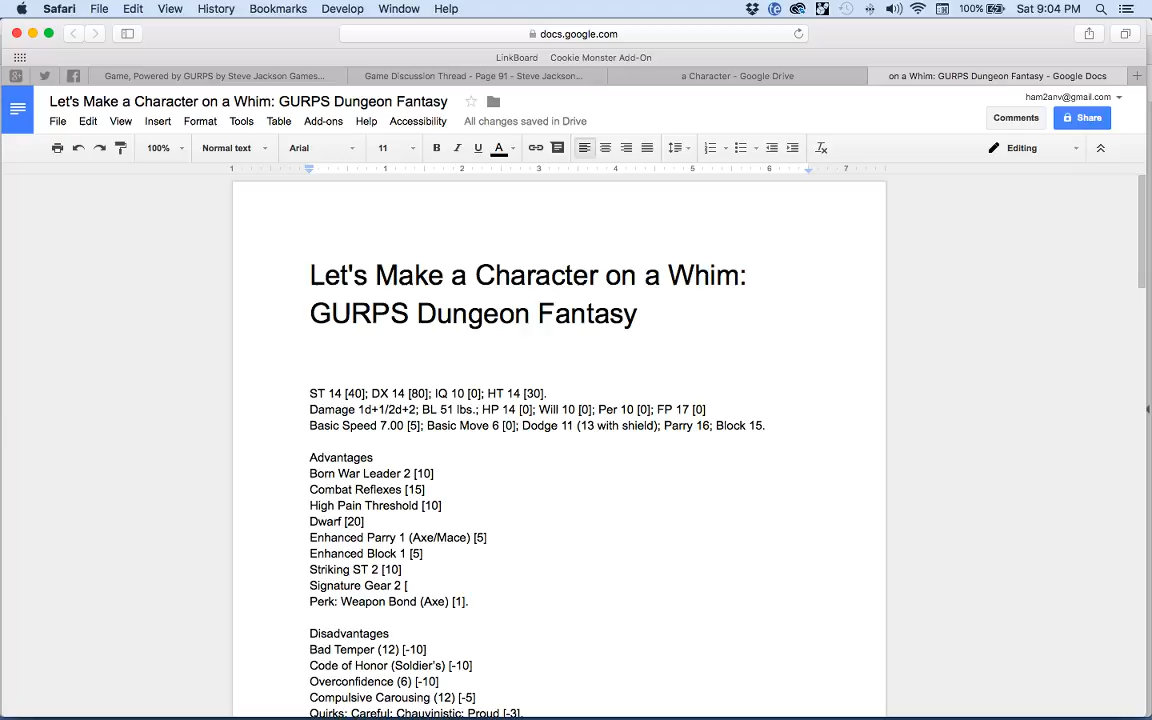 Safari File Edit View History Bookmarks Develop Window Help 100% Sat 9:04 PM
docs.google.com
LinkBoard Cookie Monster Add-On
Game, Powered by GURPS by Steve Jackson Games... Game Discussion Thread - Page 91 - Steve Jackson... a Character - Google Drive on a Whim: GURPS Dungeon Fantasy - Google Docs
Let's Make a Character on a Whim: GURPS Dungeon Fantasy
ham2anv@gmail.com
File Edit View Insert Format Tools Table Add-ons Help Accessibility All changes saved in Drive
Comments Share
100% Normal text Arial 11 B I U A Editing
1 1 2 3 4 5 6 7
Let's Make a Character on a Whim:
GURPS Dungeon Fantasy
ST 14 [40]; DX 14 [80]; IQ 10 [0]; HT 14 [30].
Damage 1d+1/2d+2; BL 51 lbs.; HP 14 [0]; Will 10 [0]; Per 10 [0]; FP 17 [0]
Basic Speed 7.00 [5]; Basic Move 6 [0]; Dodge 11 (13 with shield); Parry 16; Block 15.
Advantages
Born War Leader 2 [10]
Combat Reflexes [15]
High Pain Threshold [10]
Dwarf [20]
Enhanced Parry 1 (Axe/Mace) [5]
Enhanced Block 1 [5]
Striking ST 2 [10]
Signature Gear 2 [
Perk: Weapon Bond (Axe) [1].
Disadvantages
Bad Temper (12) [-10]
Code of Honor (Soldier's) [-10]
Overconfidence (6) [-10]
Compulsive Carousing (12) [-5]
Quirks: Careful; Chauvinistic; Proud [-3].